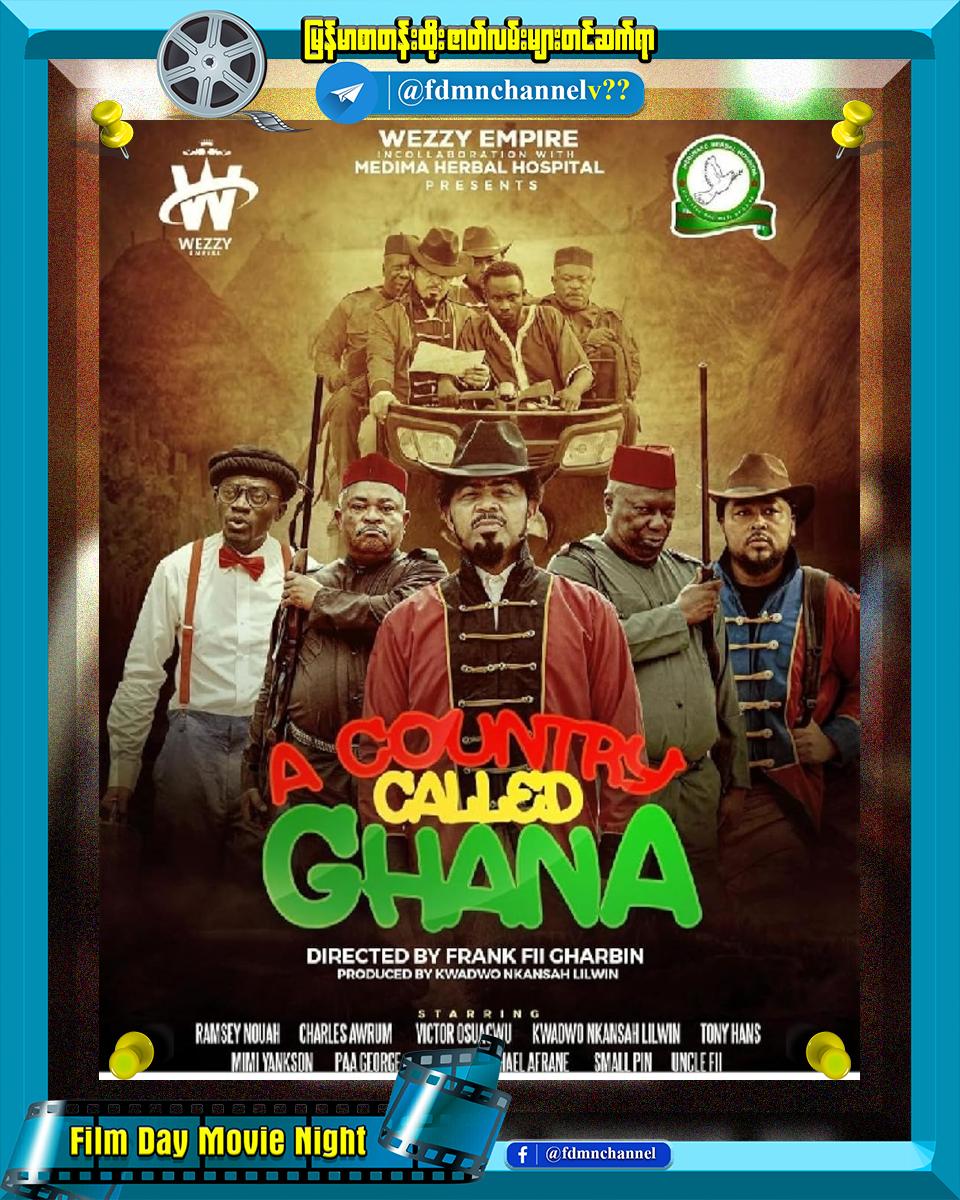 မြန်မာစာတန်းထိုးဇာတ်လမ်းများတင်ဆက်ရာ
@fdmnchannelv??
WEZZY EMPIRE
INCOLLABORATION WITH
MEDIMA HERBAL HOSPITAL
PRESENTS
W
WEZZY
EMPIRE
A COUNTRY
CALLED
GHANA
DIRECTED BY FRANK FII GHARBIN
PRODUCED BY KWADWO NKANSAH LILWIN
STARRING
RAMSEY NOUAH CHARLES AWRUM VICTOR OSUAGWU KWADWO NKANSAH LILWIN TONY HANS
MIMI YANKSON PAA GEORGE AFRANE SMALL PIN UNCLE FII
Film Day Movie Night
f @fdmnchannel